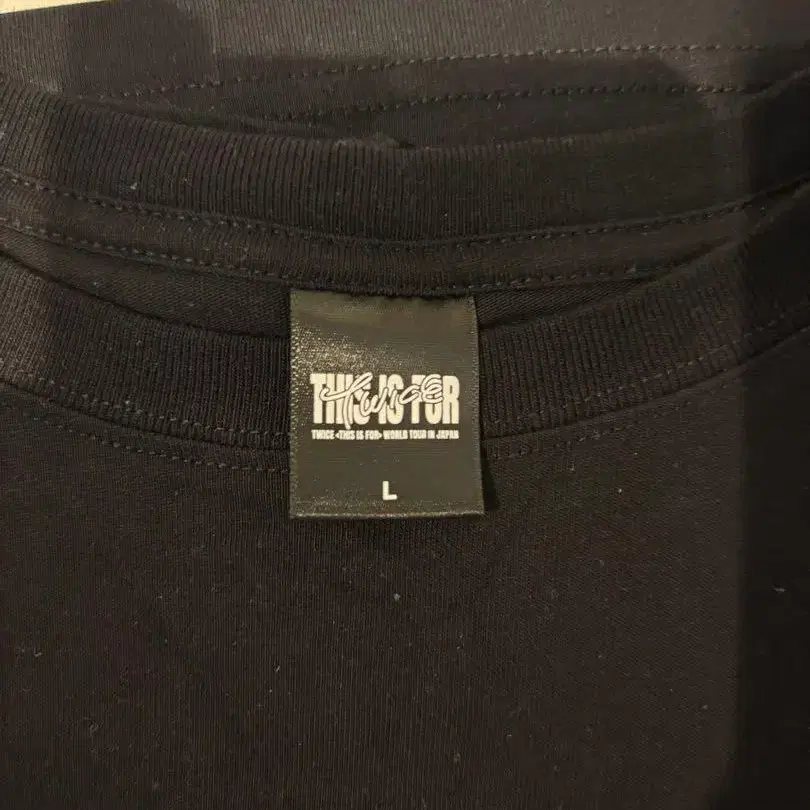 THIS IS FOR
twice
TWICE <THIS IS FOR> WORLD TOUR IN JAPAN
L